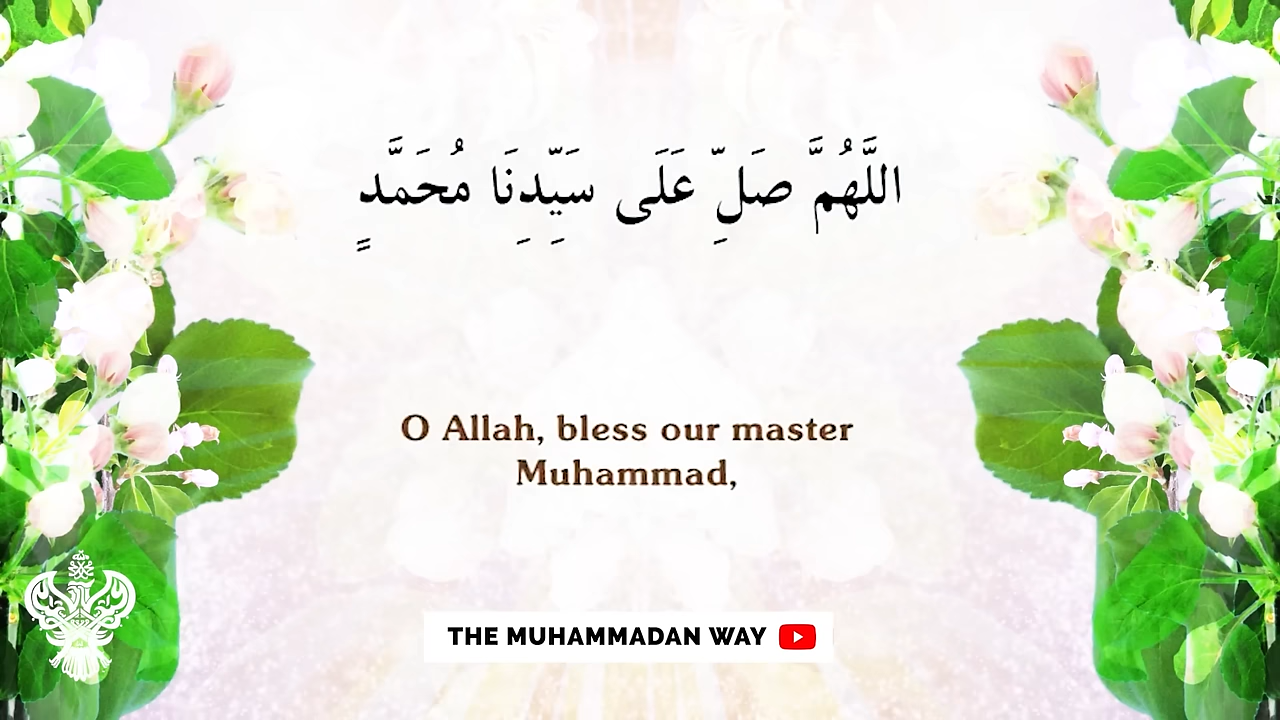 اللَّهُمَّ صَلِّ عَلَى سَيِّدِنَا مُحَمَّدٍ
O Allah, bless our master
Muhammad,
THE MUHAMMADAN WAY